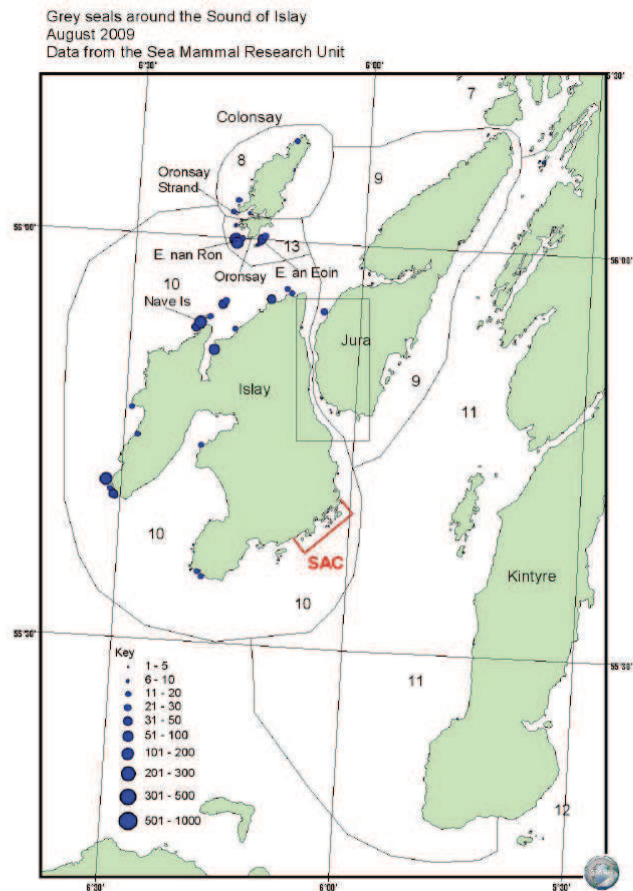 Grey seals around the Sound of Islay
August 2009
Data from the Sea Mammal Research Unit
6°30'
6°00'
7
Colonsay
8
Oronsay
Strand
9
55°00'
13
E. nan Ron
Oronsay
E. an Eoin
56°00'
10
Nave Is
Jura
9
Islay
11
10
SAC
Kintyre
10
55°30'
Key
11
55°30'
1 - 5
6 - 10
11 - 20
21 - 30
31 - 50
51 - 100
101 - 200
201 - 300
301 - 500
501 - 1000
12
6°30'
6°00'
5°30'